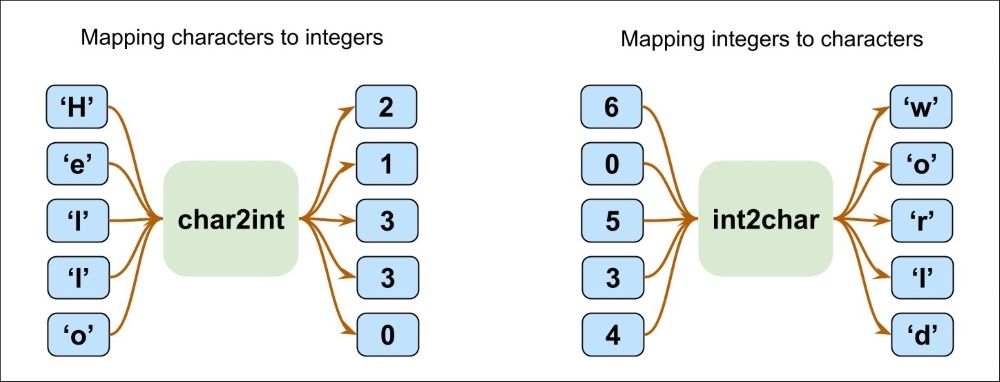 Mapping characters to integers
Mapping integers to characters
‘H’
‘e’
‘l’
‘l’
‘o’
char2int
2
1
3
3
0
6
0
5
3
4
int2char
‘w’
‘o’
‘r’
‘l’
‘d’